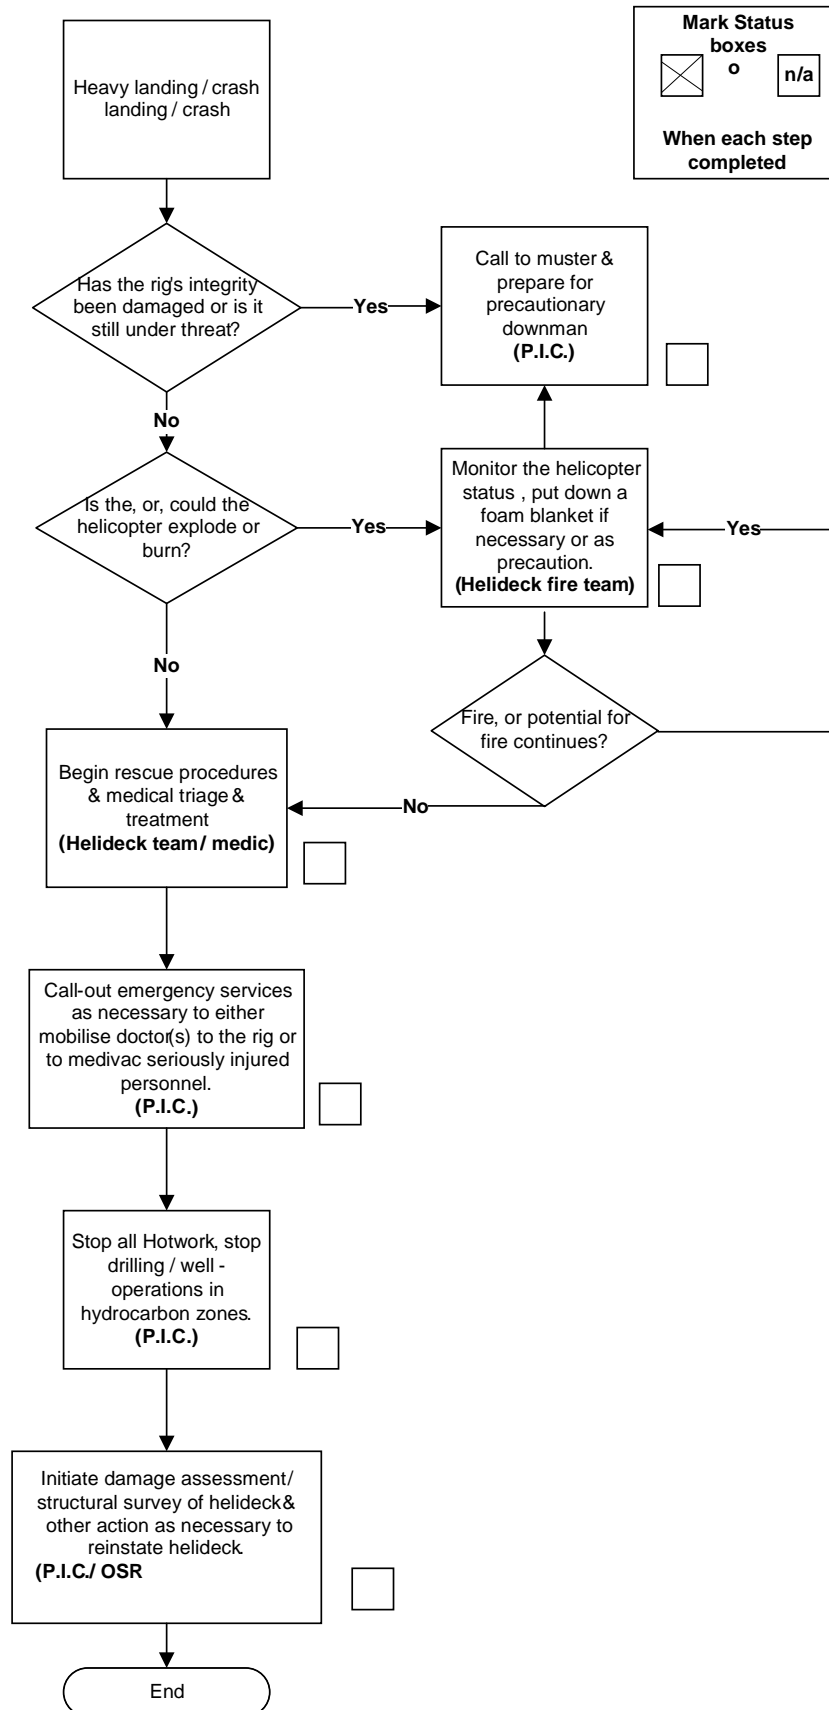 Mark Status
boxes
o
n/a
When each step
completed
Heavy landing / crash
landing / crash
Has the rig's integrity
been damaged or is it
still under threat?
Yes
Call to muster &
prepare for
precautionary
downman
(P.I.C.)
No
Is the, or, could the
helicopter explode or
burn?
Yes
Monitor the helicopter
status , put down a
foam blanket if
necessary or as
precaution.
(Helideck fire team)
Yes
No
Fire, or potential for
fire continues?
Begin rescue procedures
& medical triage &
treatment
(Helideck team / medic)
No
Call-out emergency services
as necessary to either
mobilise doctor(s) to the rig or
to medivac seriously injured
personnel.
(P.I.C.)
Stop all Hotwork, stop
drilling / well -
operations in
hydrocarbon zones.
(P.I.C.)
Initiate damage assessment/
structural survey of helideck &
other action as necessary to
reinstate helideck.
(P.I.C./ OSR
End